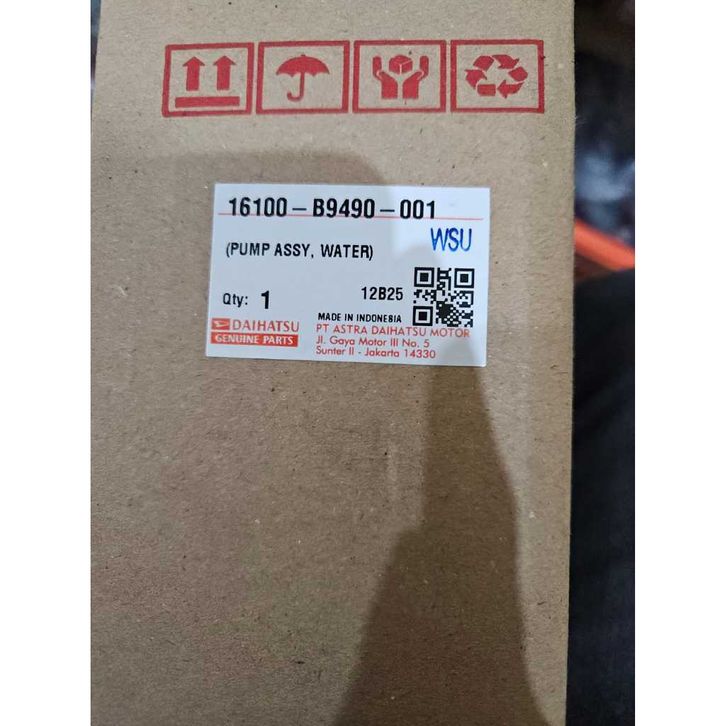 16100-B9490-001
WSU
(PUMP ASSY, WATER)
Qty: 1
12B25
MADE IN INDONESIA
DAIHATSU
GENUINE PARTS
PT ASTRA DAIHATSU MOTOR
Jl. Gaya Motor III No. 5
Sunter II - Jakarta 14330